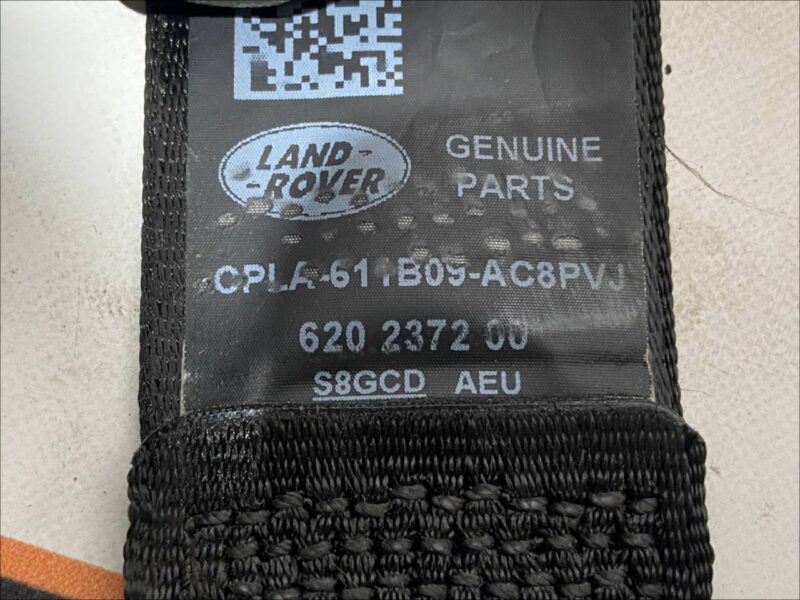 LAND-
-ROVER
GENUINE
PARTS
CPLA-611B09-AC8PVJ
620 2372 00
S8GCD AEU